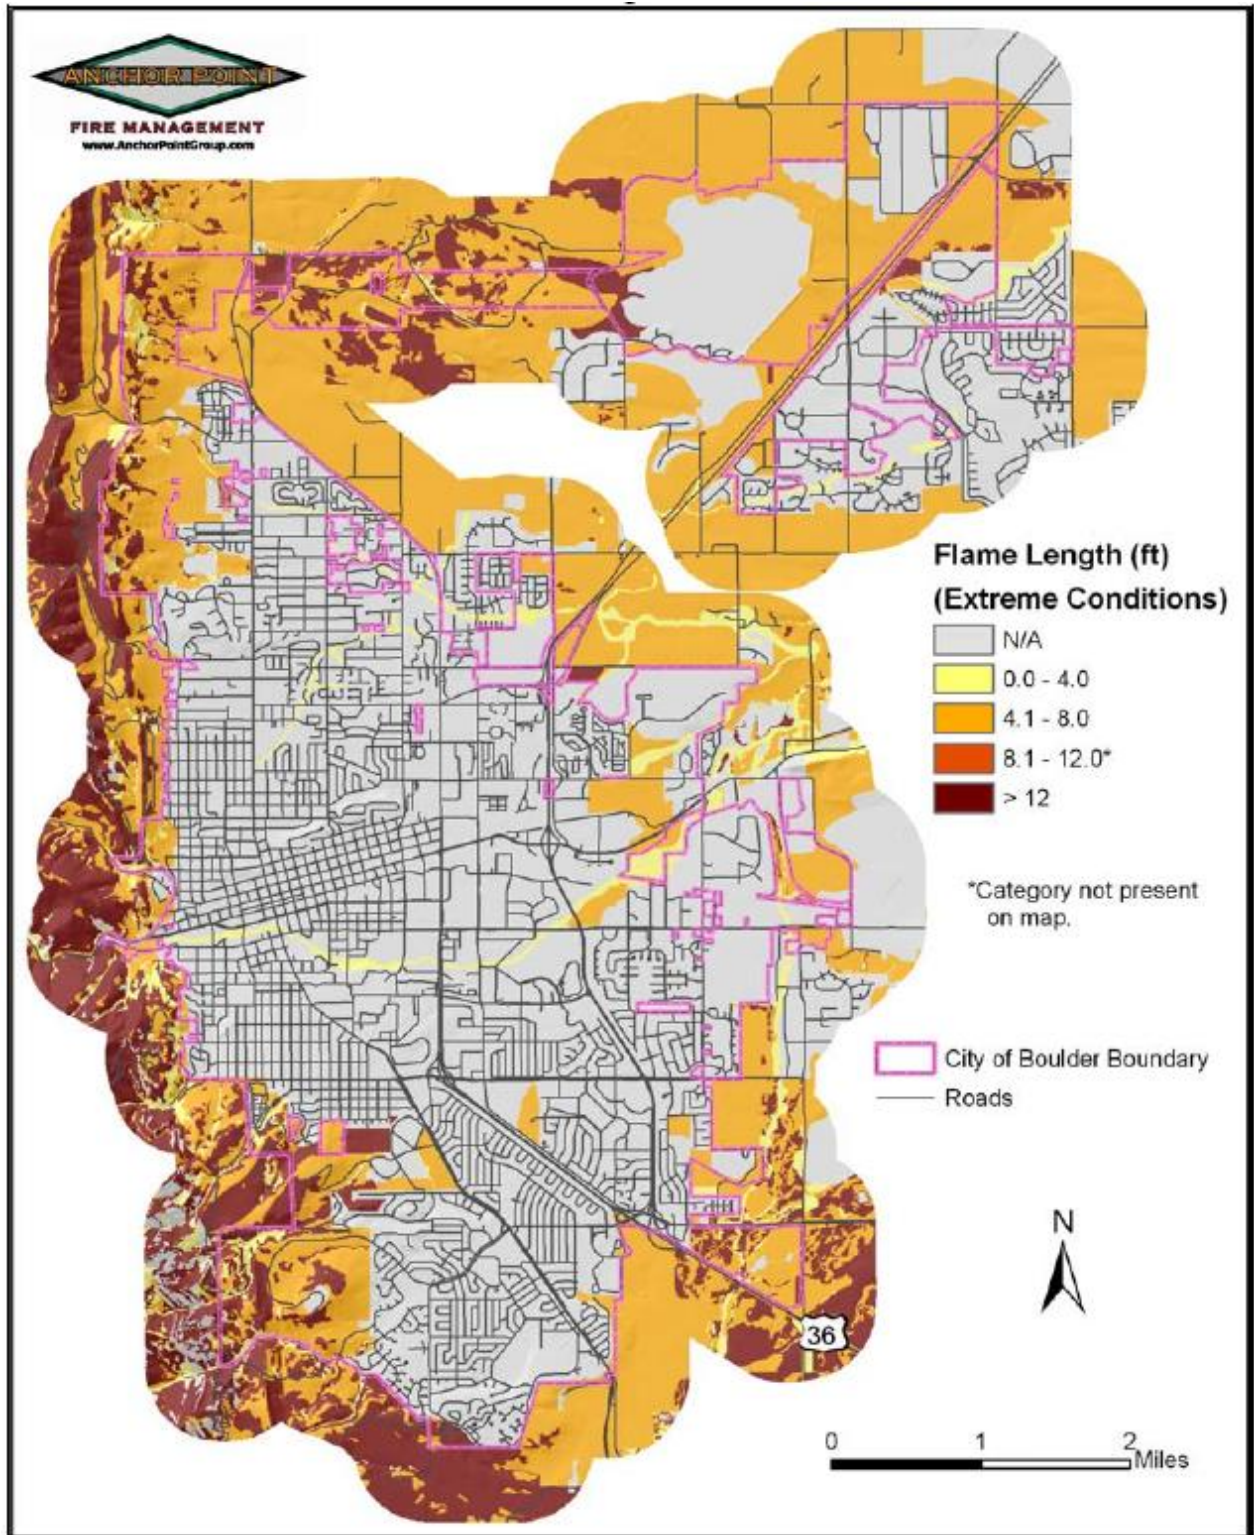 ANCHOR POINT
FIRE MANAGEMENT
www.AnchorPointGroup.com
Flame Length (ft)
(Extreme Conditions)
N/A
0.0 - 4.0
4.1 - 8.0
8.1 - 12.0*
> 12
*Category not present
on map.
City of Boulder Boundary
Roads
N
36
0 1 2
Miles